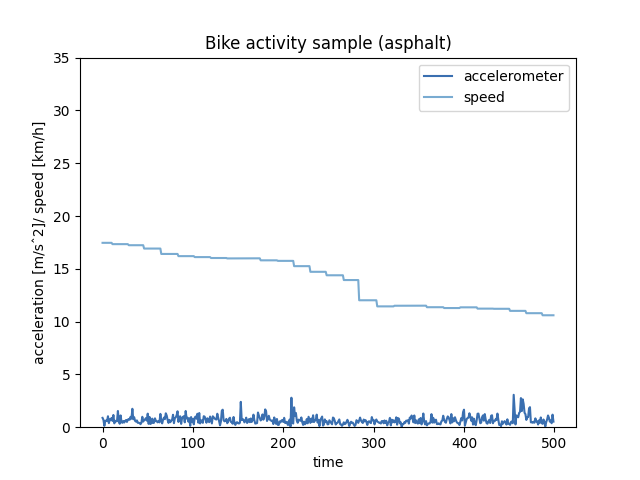 Bike activity sample (asphalt)
accelerometer
speed
acceleration [m/s^2]/ speed [km/h]
35
30
25
20
15
10
5
0
0 100 200 300 400 500
time